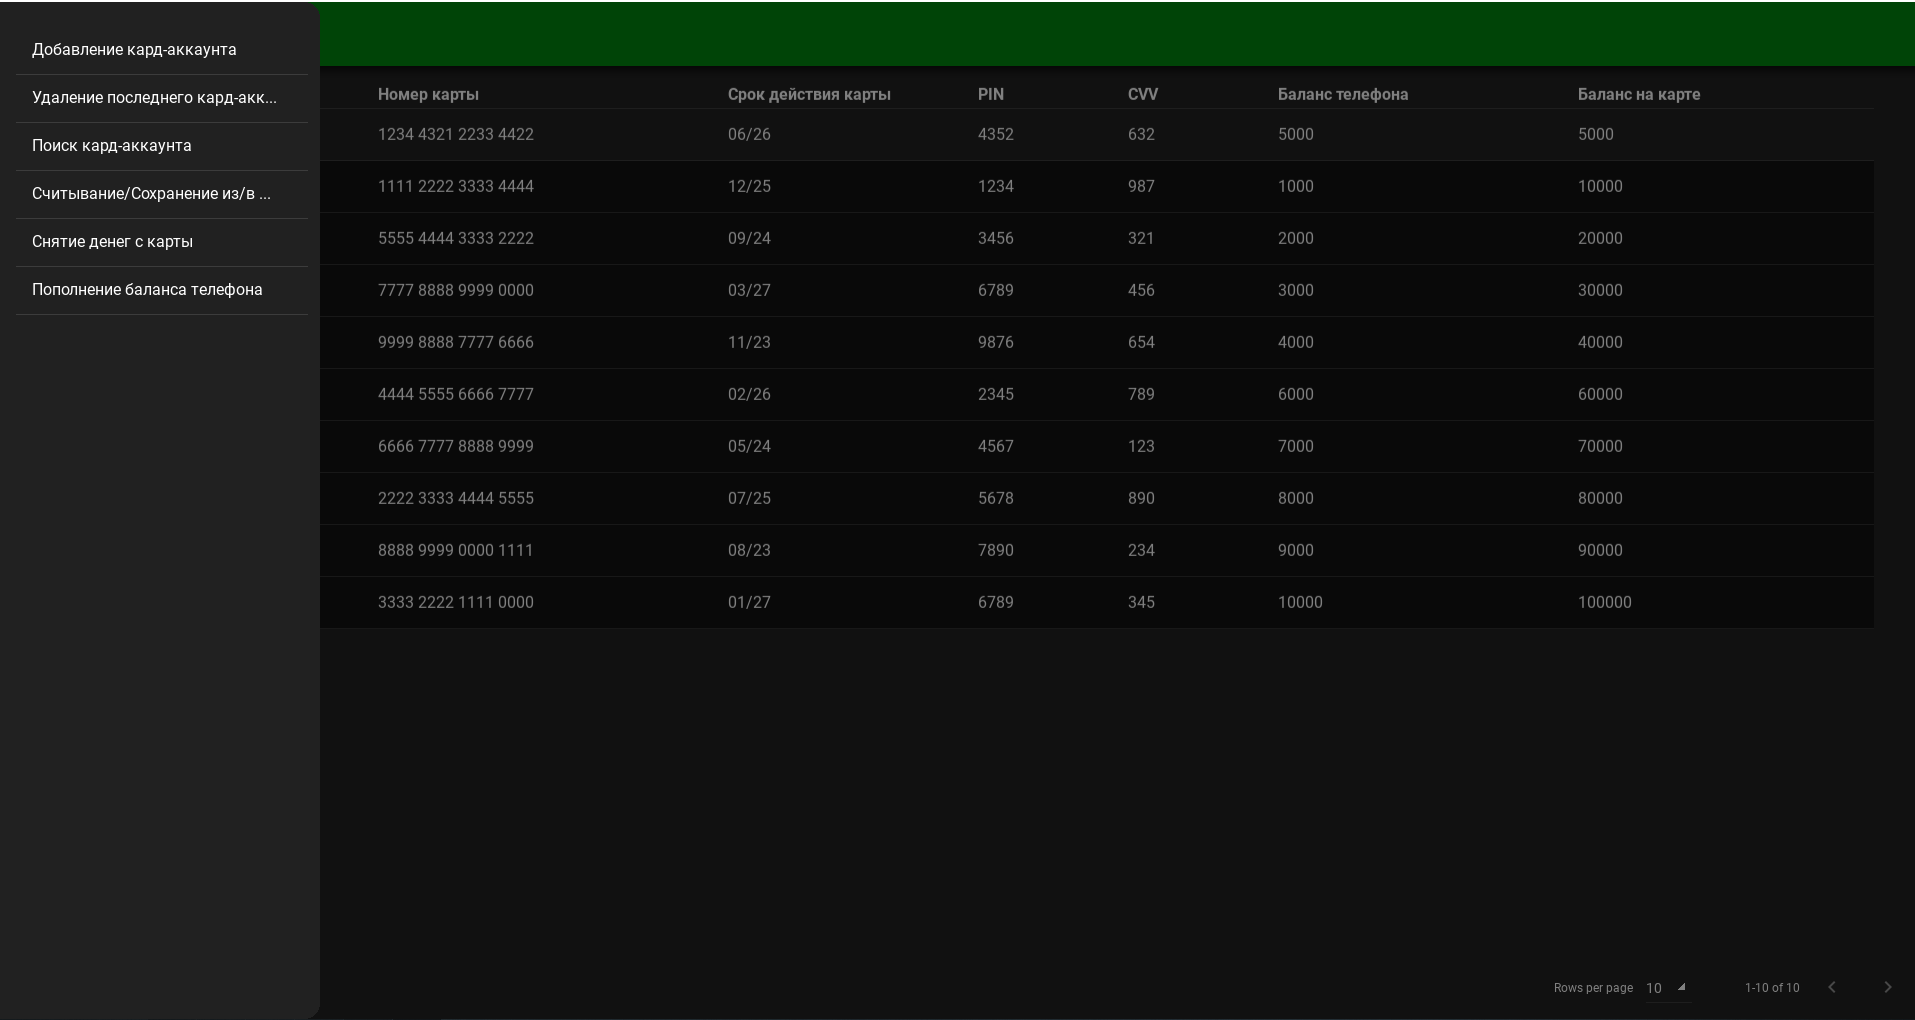 Добавление кард-аккаунта
Удаление последнего кард-акк...
Поиск кард-аккаунта
Считывание/Сохранение из/в ...
Снятие денег с карты
Пополнение баланса телефона
Номер карты Срок действия карты PIN CVV Баланс телефона Баланс на карте
1234 4321 2233 4422 06/26 4352 632 5000 5000
1111 2222 3333 4444 12/25 1234 987 1000 10000
5555 4444 3333 2222 09/24 3456 321 2000 20000
7777 8888 9999 0000 03/27 6789 456 3000 30000
9999 8888 7777 6666 11/23 9876 654 4000 40000
4444 5555 6666 7777 02/26 2345 789 6000 60000
6666 7777 8888 9999 05/24 4567 123 7000 70000
2222 3333 4444 5555 07/25 5678 890 8000 80000
8888 9999 0000 1111 08/23 7890 234 9000 90000
3333 2222 1111 0000 01/27 6789 345 10000 100000
Rows per page 10 1-10 of 10